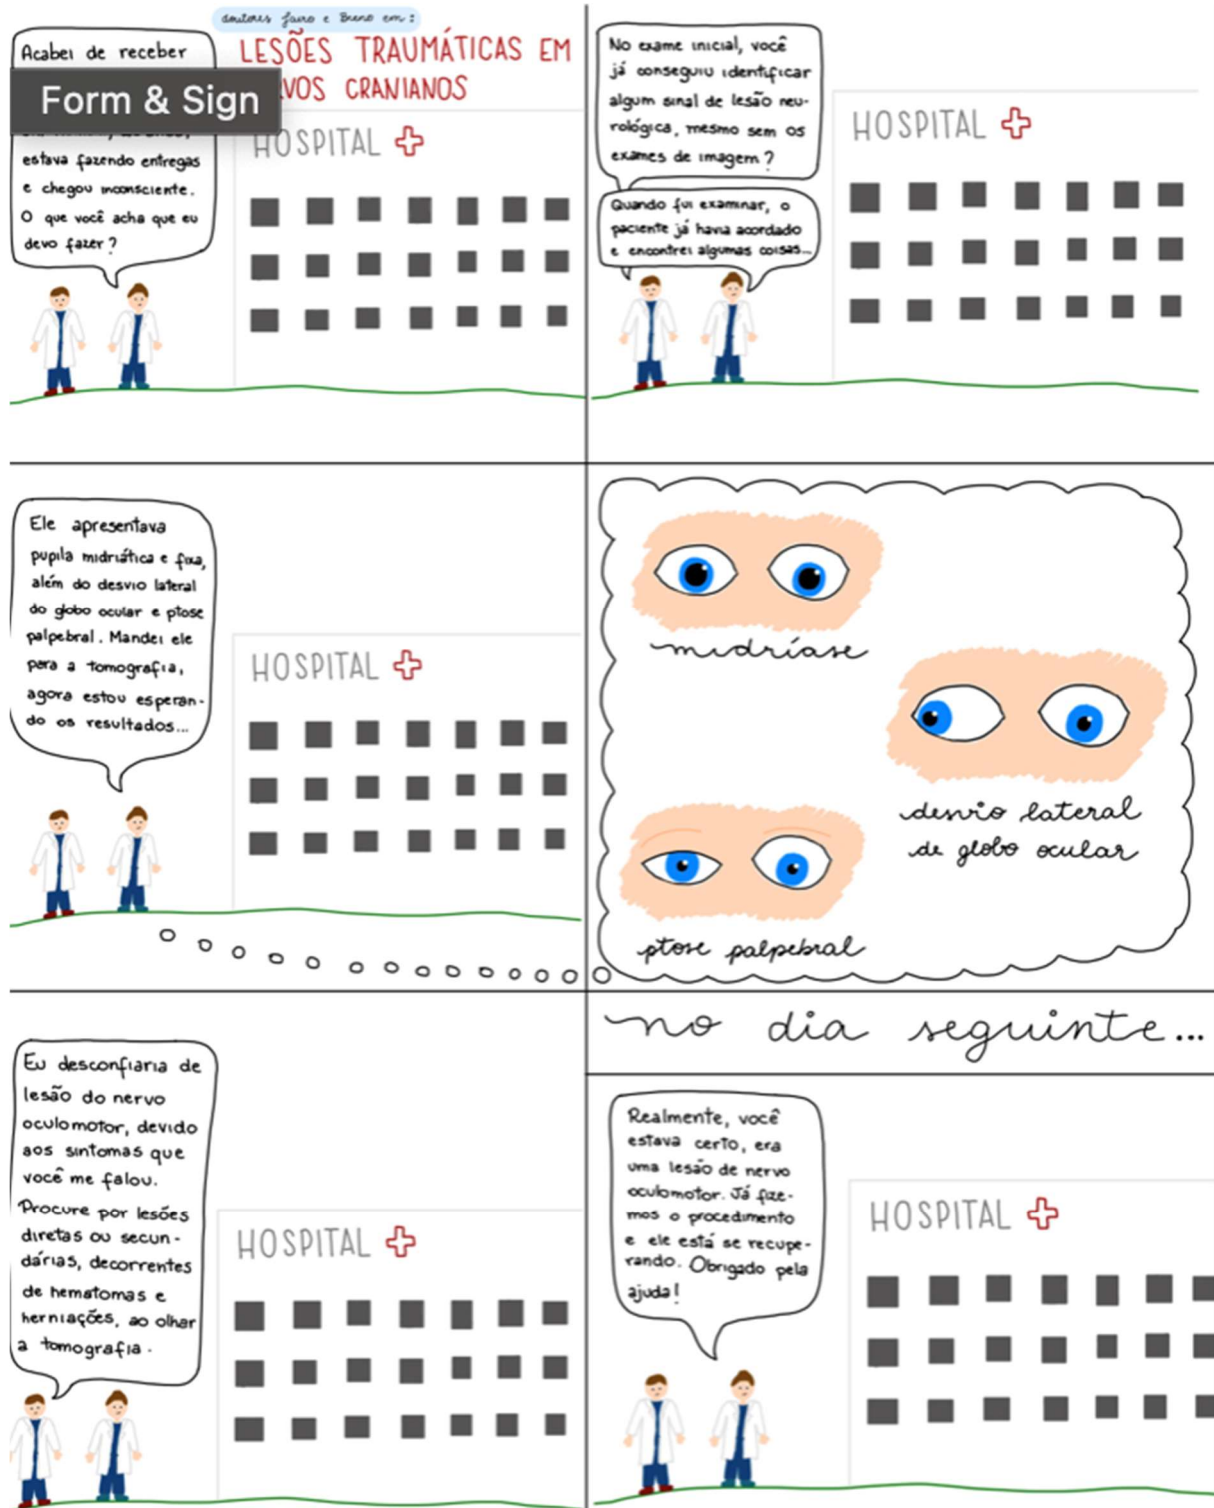 doutores Jairo e Breno em:
LESÕES TRAUMÁTICAS EM
VOS CRANIANOS
Acabei de receber
Form & Sign
estava fazendo entregas
e chegou inconsciente.
O que você acha que eu
devo fazer?
HOSPITAL
No exame inicial, você
já conseguiu identificar
algum sinal de lesão neu-
rológica, mesmo sem os
exames de imagem?
Quando fui examinar, o
paciente já havia acordado
e encontrei algumas coisas...
HOSPITAL
Ele apresentava
pupila midriática e fixa,
além do desvio lateral
do globo ocular e ptose
palpebral. Mandei ele
para a tomografia,
agora estou esperan-
do os resultados...
HOSPITAL
midríase
desvio lateral
de globo ocular
ptose palpebral
Eu desconfiaria de
lesão do nervo
oculomotor, devido
aos sintomas que
você me falou.
Procure por lesões
diretas ou secun-
dárias, decorrentes
de hematomas e
herniações, ao olhar
a tomografia.
HOSPITAL
no dia seguinte...
Realmente, você
estava certo, era
uma lesão de nervo
oculomotor. Já fize-
mos o procedimento
e ele está se recupe-
rando. Obrigado pela
ajuda!
HOSPITAL